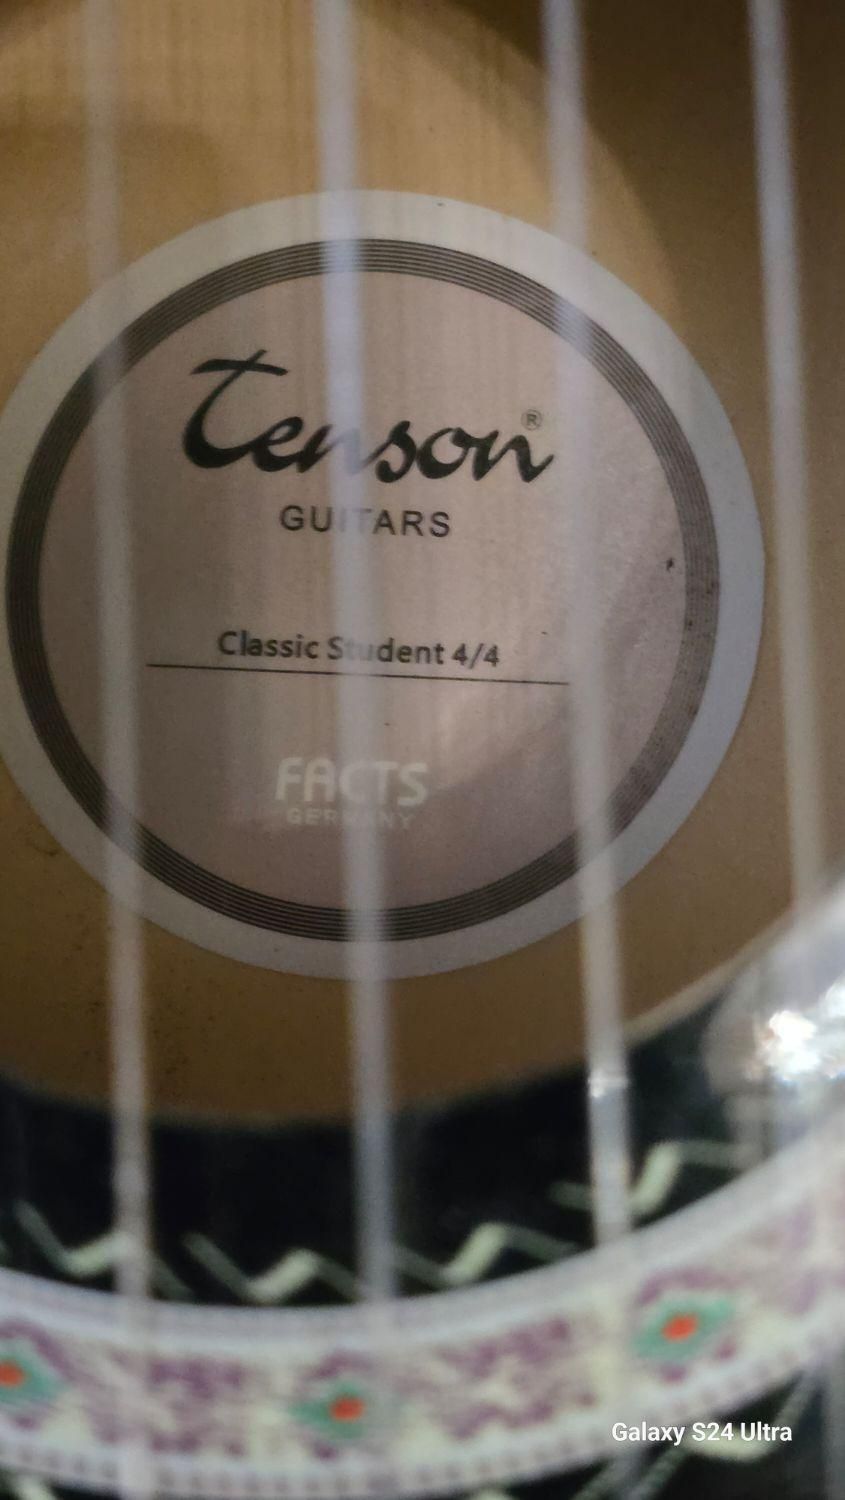 Tenson®
GUITARS
Classic Student 4/4
FACTS
GERMANY
Galaxy S24 Ultra